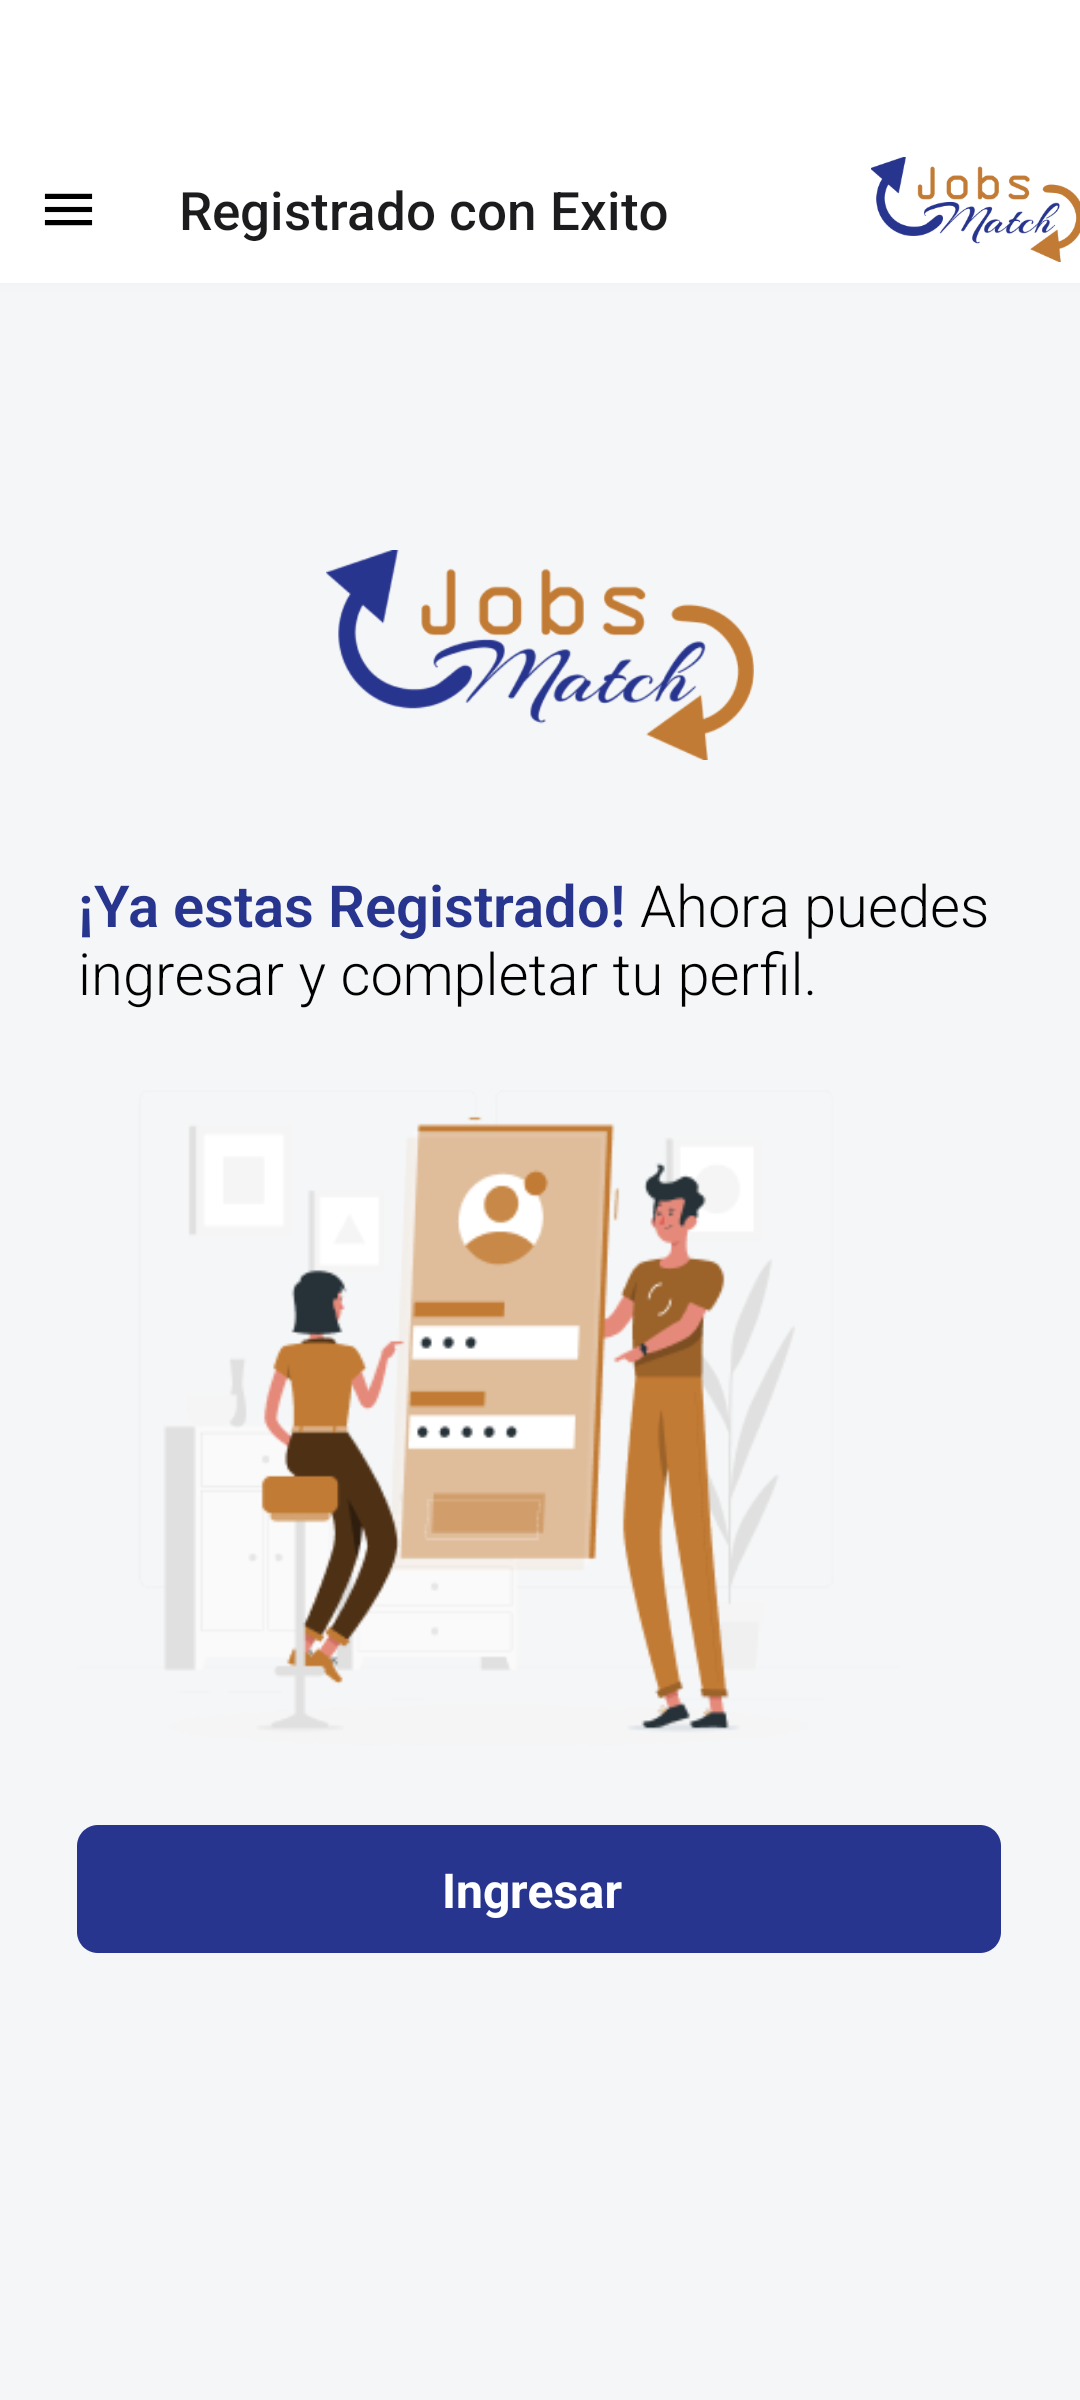 Registrado con Exito
Jobs
Match
Jobs
Match
¡Ya estas Registrado! Ahora puedes
ingresar y completar tu perfil.
Ingresar